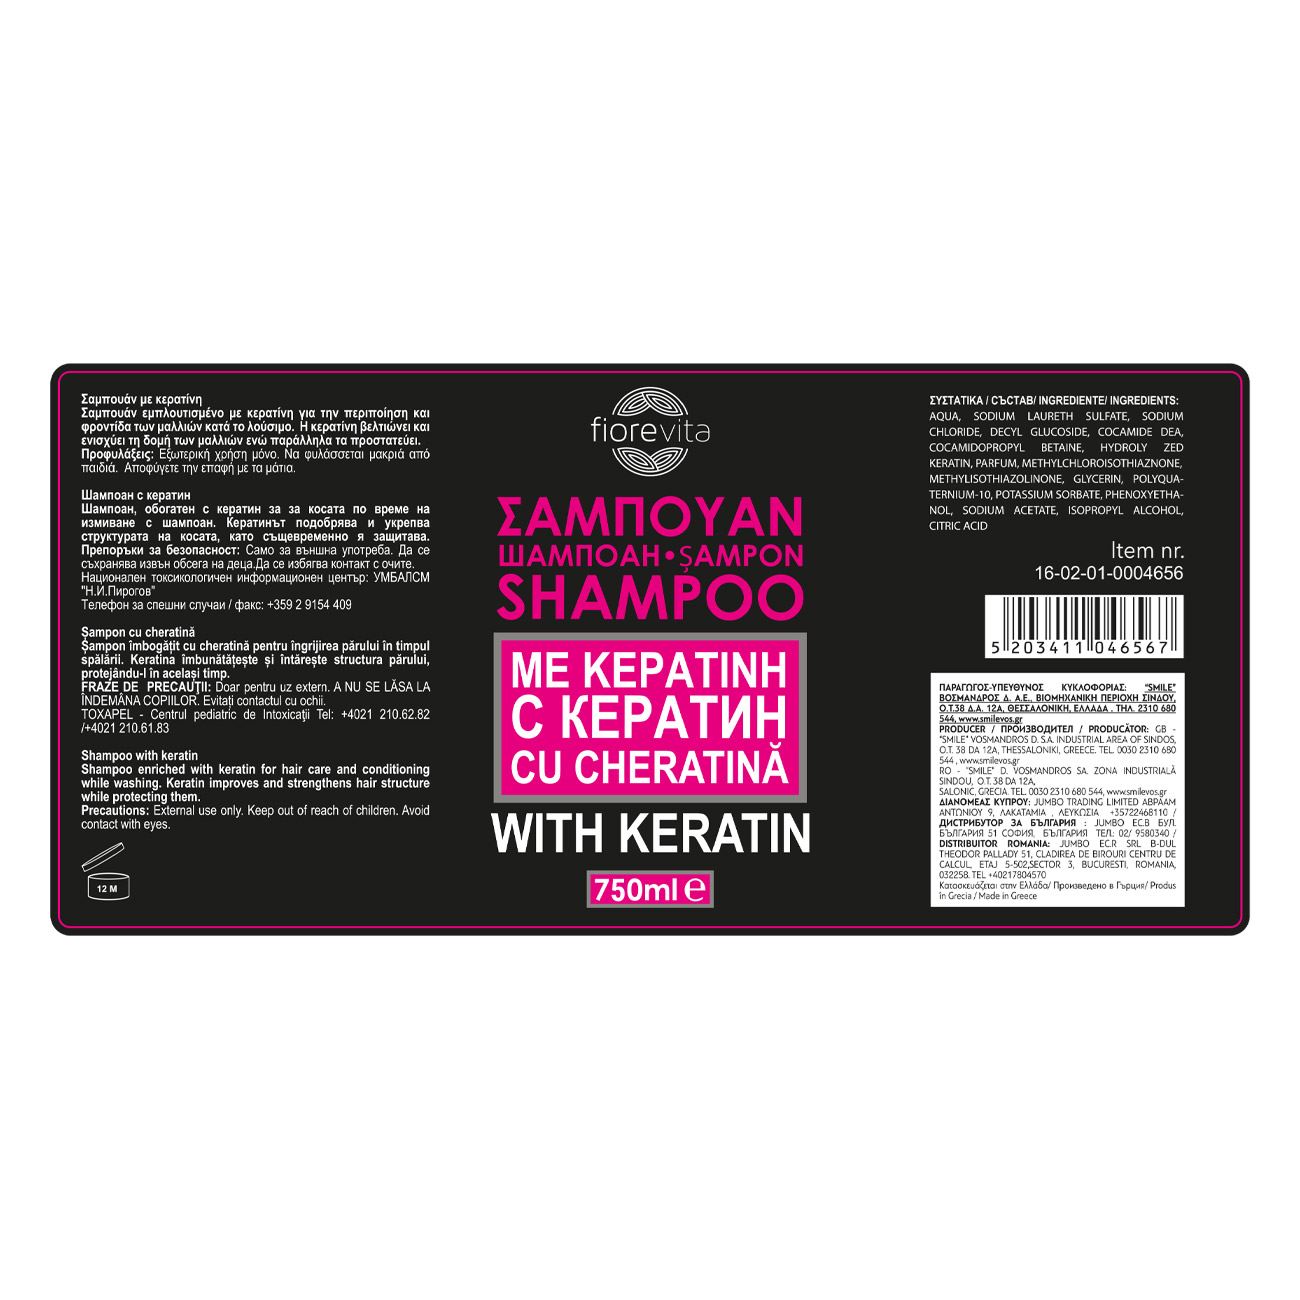 Σαμπουάν με κερατίνη
Σαμπουάν εμπλουτισμένο με κερατίνη για την περιποίηση και
φροντίδα των μαλλιών κατά το λούσιμο. Η κερατίνη βελτιώνει και
ενισχύει τη δομή των μαλλιών ενώ παράλληλα τα προστατεύει.
Προφυλάξεις: Εξωτερική χρήση μόνο. Να φυλάσσεται μακριά από
παιδιά. Αποφύγετε την επαφή με τα μάτια.
Шампоан с кератин
Шампоан, обогатен с кератин за за косата по време на
измиване с шампоан. Кератинът подобрява и укрепва
структурата на косата, като същевременно я защитава.
Препоръки за безопасност: Само за външна употреба. Да се
съхранява извън обсега на деца.Да се избягва контакт с очите.
Национален токсикологичен информационен център: УМБАЛСМ
"Н.И.Пирогов"
Телефон за спешни случаи / факс: +359 2 9154 409
Şampon cu cheratină
Şampon îmbogățit cu cheratină pentru îngrijirea părului în timpul
spălării. Keratina îmbunătățește și întărește structura părului,
protejându-l în același timp.
FRAZE DE PRECAUŢII: Doar pentru uz extern. A NU SE LĂSA LA
ÎNDEMÂNA COPIILOR. Evitați contactul cu ochii.
TOXAPEL - Centrul pediatric de Intoxicaţii Tel: +4021 210.62.82
/+4021 210.61.83
Shampoo with keratin
Shampoo enriched with keratin for hair care and conditioning
while washing. Keratin improves and strengthens hair structure
while protecting them.
Precautions: External use only. Keep out of reach of children. Avoid
contact with eyes.
12 M
fiorevita
ΣΑΜΠΟΥΑΝ
ШАМПОАН • ŞAMPON
SHAMPOO
ΜΕ ΚΕΡΑΤΙΝΗ
С КЕРАТИН
CU CHERATINĂ
WITH KERATIN
750ml e
ΣΥΣΤΑΤΙΚΑ / СЪСТАВ/ INGREDIENTE/ INGREDIENTS:
AQUA, SODIUM LAURETH SULFATE, SODIUM
CHLORIDE, DECYL GLUCOSIDE, COCAMIDE DEA,
COCAMIDOPROPYL BETAINE, HYDROLY ZED
KERATIN, PARFUM, METHYLCHLOROISOTHIAZNONE,
METHYLISOTHIAZOLINONE, GLYCERIN, POLYQUA-
TERNIUM-10, POTASSIUM SORBATE, PHENOXYETHA-
NOL, SODIUM ACETATE, ISOPROPYL ALCOHOL,
CITRIC ACID
Item nr.
16-02-01-0004656
5 203411 046567
ΠΑΡΑΓΩΓΟΣ-ΥΠΕΥΘΥΝΟΣ ΚΥΚΛΟΦΟΡΙΑΣ: "SMILE"
ΒΟΣΜΑΝΔΡΟΣ Δ. Α.Ε., ΒΙΟΜΗΧΑΝΙΚΗ ΠΕΡΙΟΧΗ ΣΙΝΔΟΥ,
Ο.Τ.38 Δ.Α. 12Α, ΘΕΣΣΑΛΟΝΙΚΗ, ΕΛΛΑΔΑ . ΤΗΛ. 2310 680
544, www.smilevos.gr
PRODUCER / ПРОИЗВОДИТЕЛ / PRODUCĂTOR: GB -
"SMILE" VOSMANDROS D. S.A. INDUSTRIAL AREA OF SINDOS,
O.T. 38 DA 12A, THESSALONIKI, GREECE. TEL. 0030 2310 680
544 , www.smilevos.gr
RO - "SMILE" D. VOSMANDROS SA. ZONA INDUSTRIALĂ
SINDOU, O.T. 38 DA 12A,
SALONIC, GRECIA. TEL. 0030 2310 680 544, www.smilevos.gr
ΔΙΑΝΟΜΕΑΣ ΚΥΠΡΟΥ: JUMBO TRADING LIMITED ΑΒΡΑΑΜ
ΑΝΤΩΝΙΟΥ 9, ΛΑΚΑΤΑΜΙΑ , ΛΕΥΚΩΣΙΑ +35722468110 /
ДИСТРИБУТОР ЗА БЪЛГАРИЯ : JUMBO EC.B БУЛ.
БЪЛГАРИЯ 51 СОФИЯ, БЪЛГАРИЯ ТЕЛ: 02/ 9580340 /
DISTRIBUITOR ROMANIA: JUMBO EC.R SRL B-DUL
THEODOR PALLADY 51, CLADIREA DE BIROURI CENTRU DE
CALCUL, ETAJ 5-502,SECTOR 3, BUCURESTI, ROMANIA,
032258. TEL +40217804570
Κατασκευάζεται στην Ελλάδα/ Произведено в Гърция/ Produs
în Grecia / Made in Greece